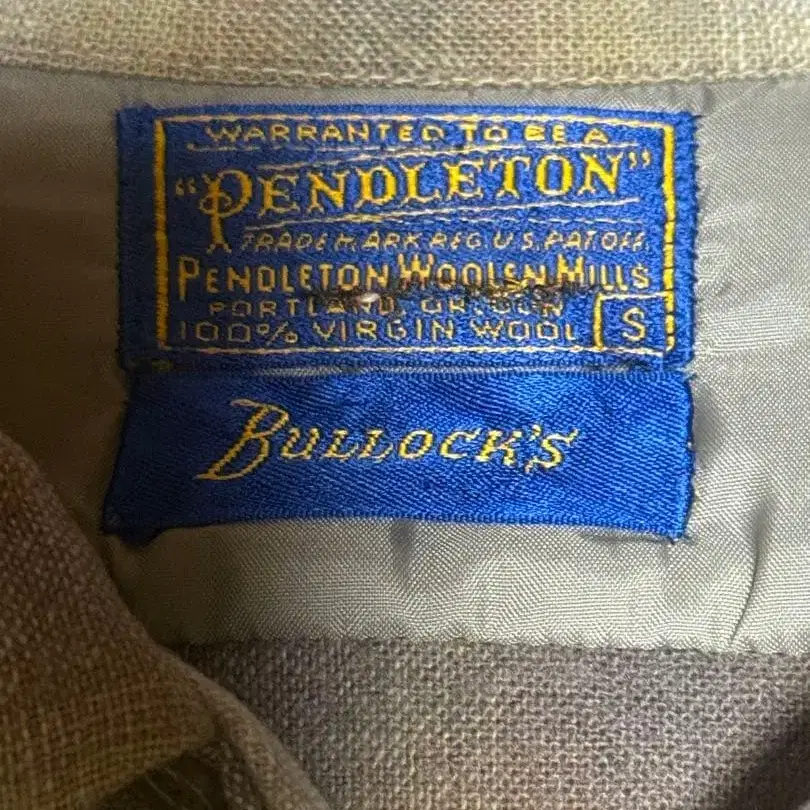 WARRANTED TO BE A
"PENDLETON"
TRADE MARK REG. U.S. PAT. OFF.
PENDLETON WOOLEN MILLS
PORTLAND, OREGON
100% VIRGIN WOOL
S
BULLOCK'S